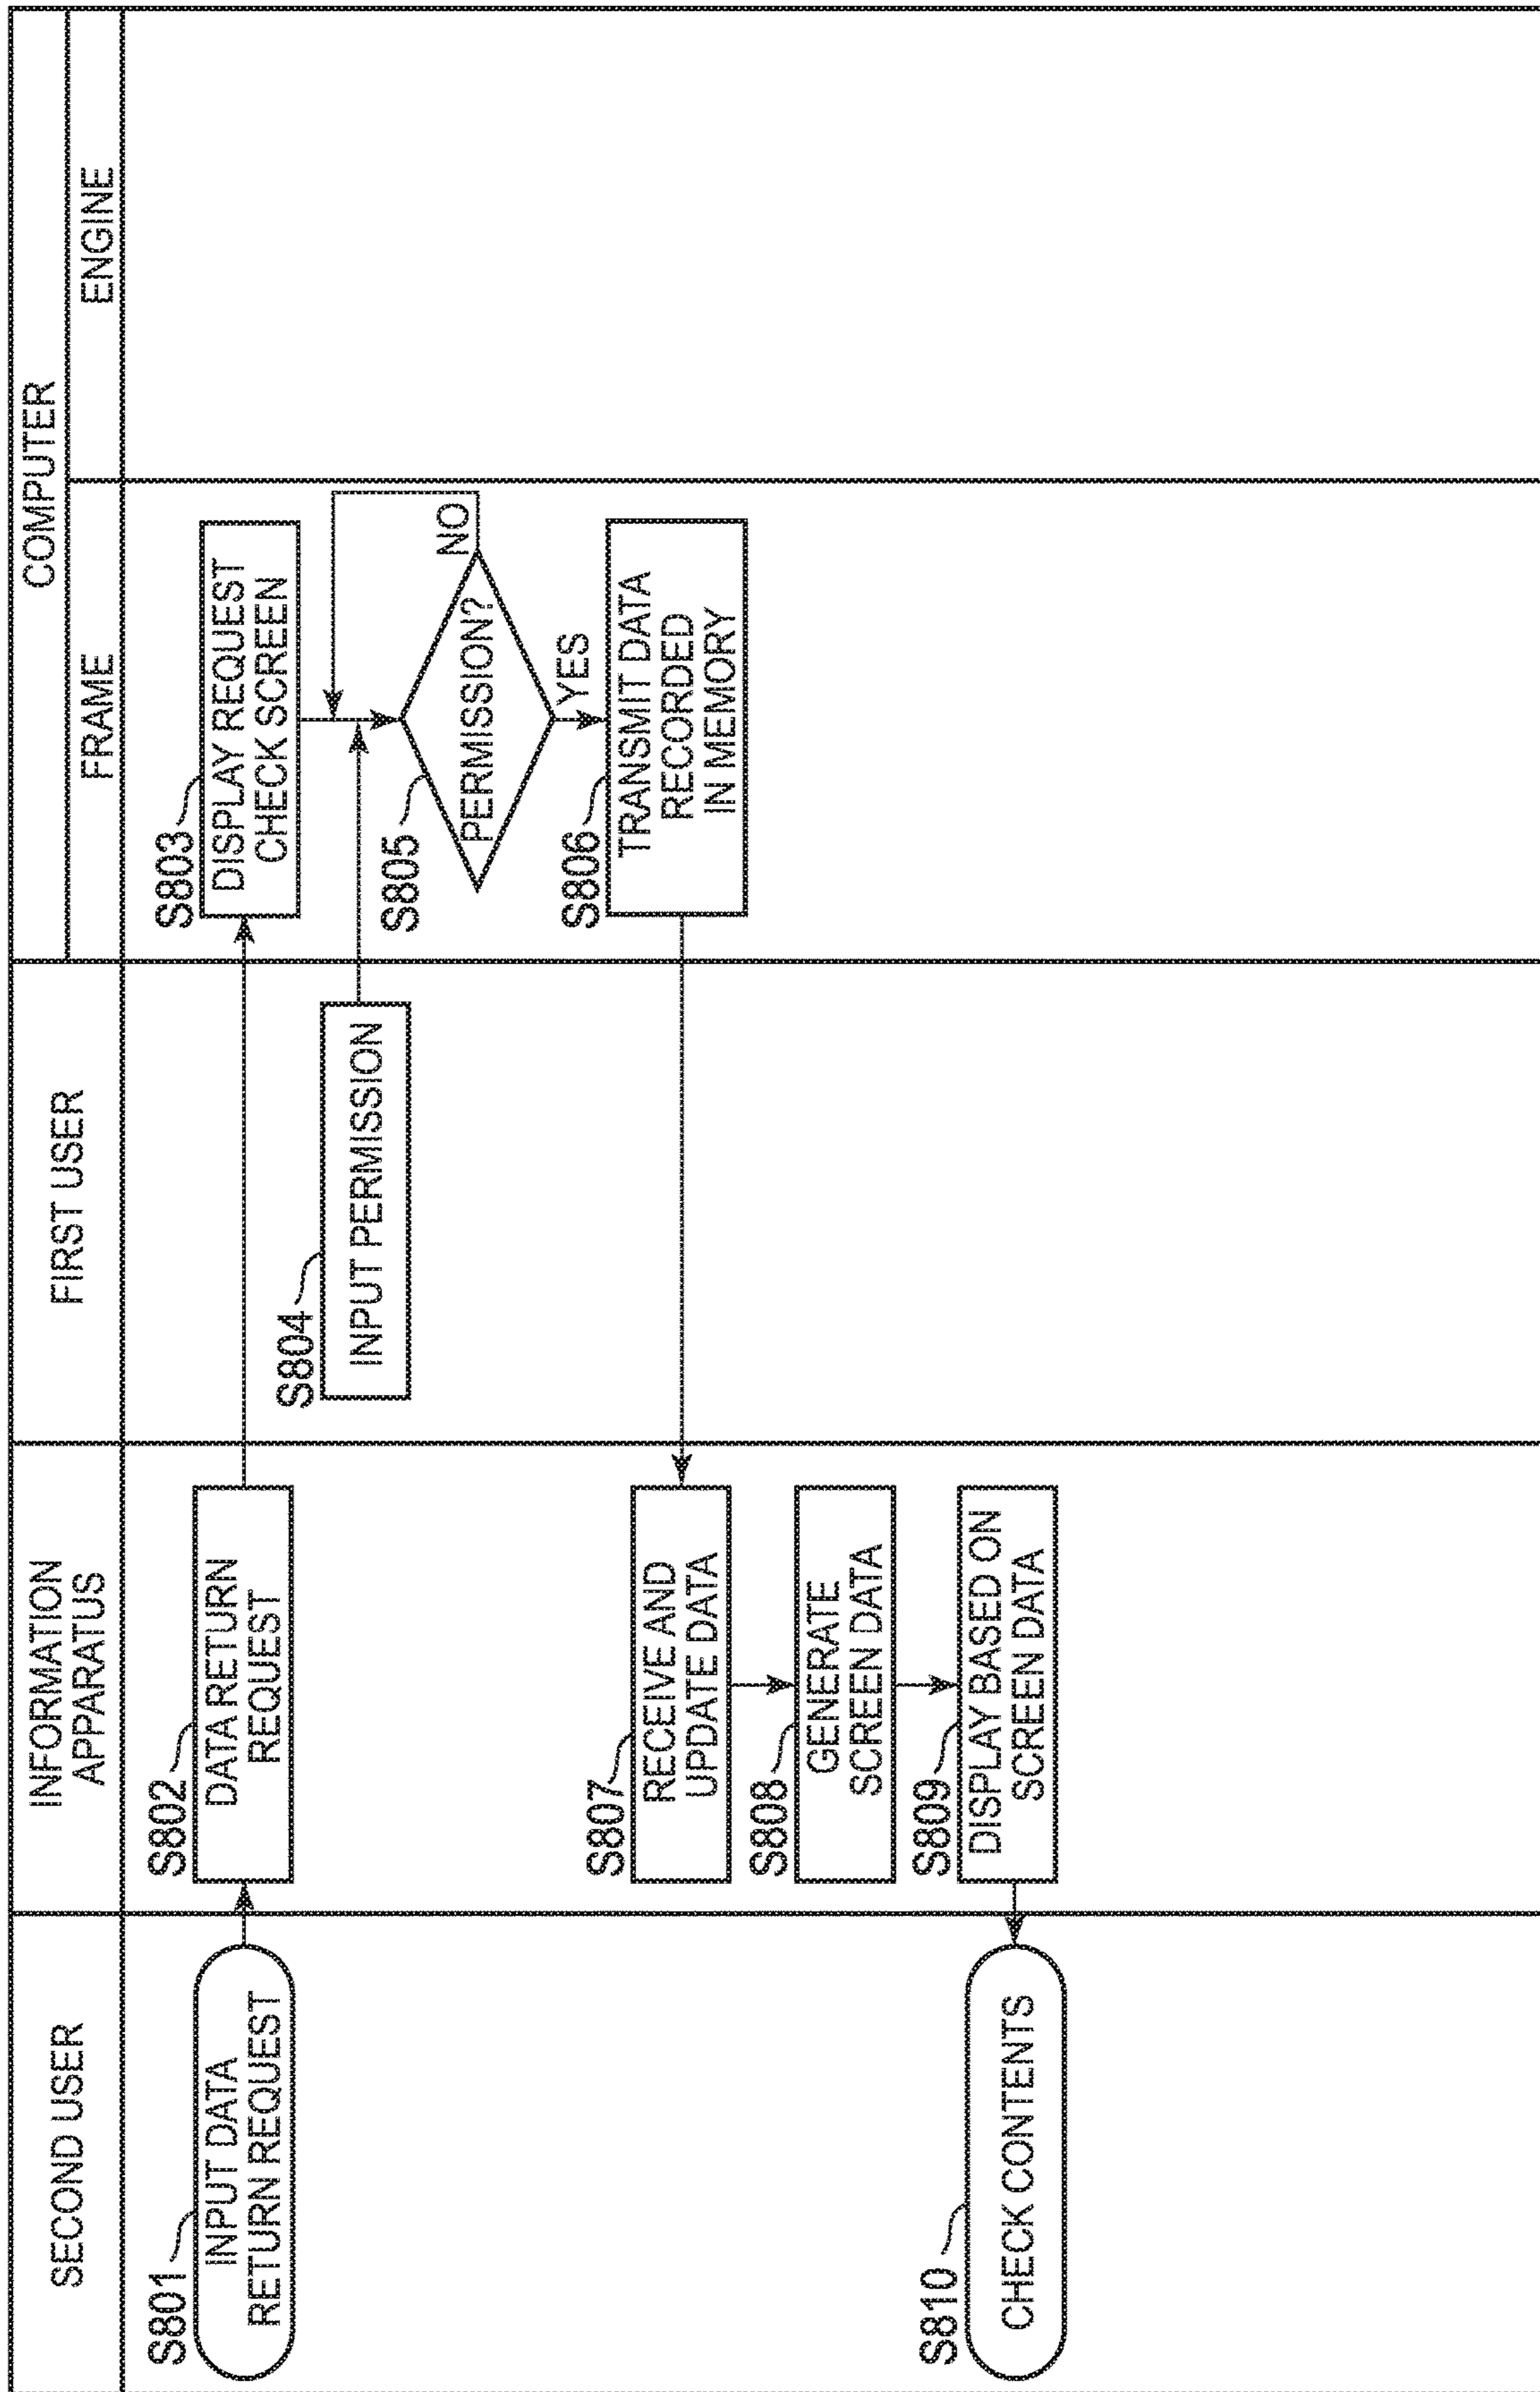 SECOND USER
INFORMATION
APPARATUS
FIRST USER
COMPUTER
FRAME
ENGINE
S801
INPUT DATA
RETURN REQUEST
S802
DATA RETURN
REQUEST
S803
DISPLAY REQUEST
CHECK SCREEN
S804
INPUT PERMISSION
S805
PERMISSION?
NO
YES
S806
TRANSMIT DATA
RECORDED
IN MEMORY
S807
RECEIVE AND
UPDATE DATA
S808
GENERATE
SCREEN DATA
S809
DISPLAY BASED ON
SCREEN DATA
S810
CHECK CONTENTS